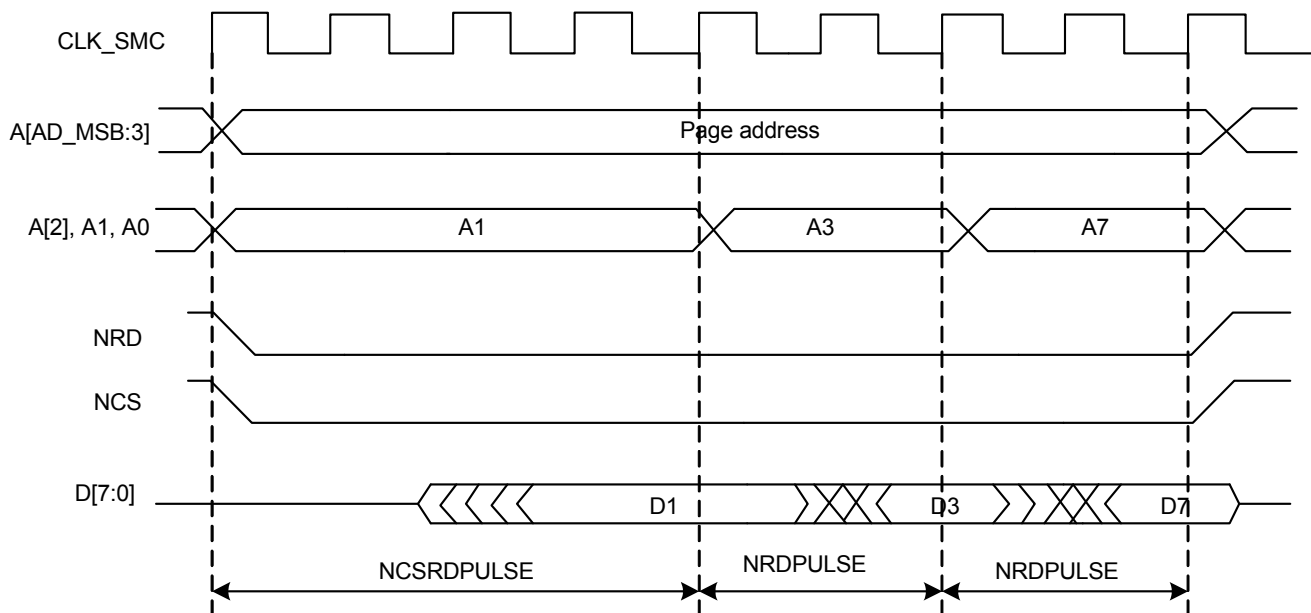 CLK_SMC
A[AD_MSB:3]
Page address
A[2], A1, A0
A1
A3
A7
NRD
NCS
D[7:0]
D1
D3
D7
NCSRDPULSE
NRDPULSE
NRDPULSE